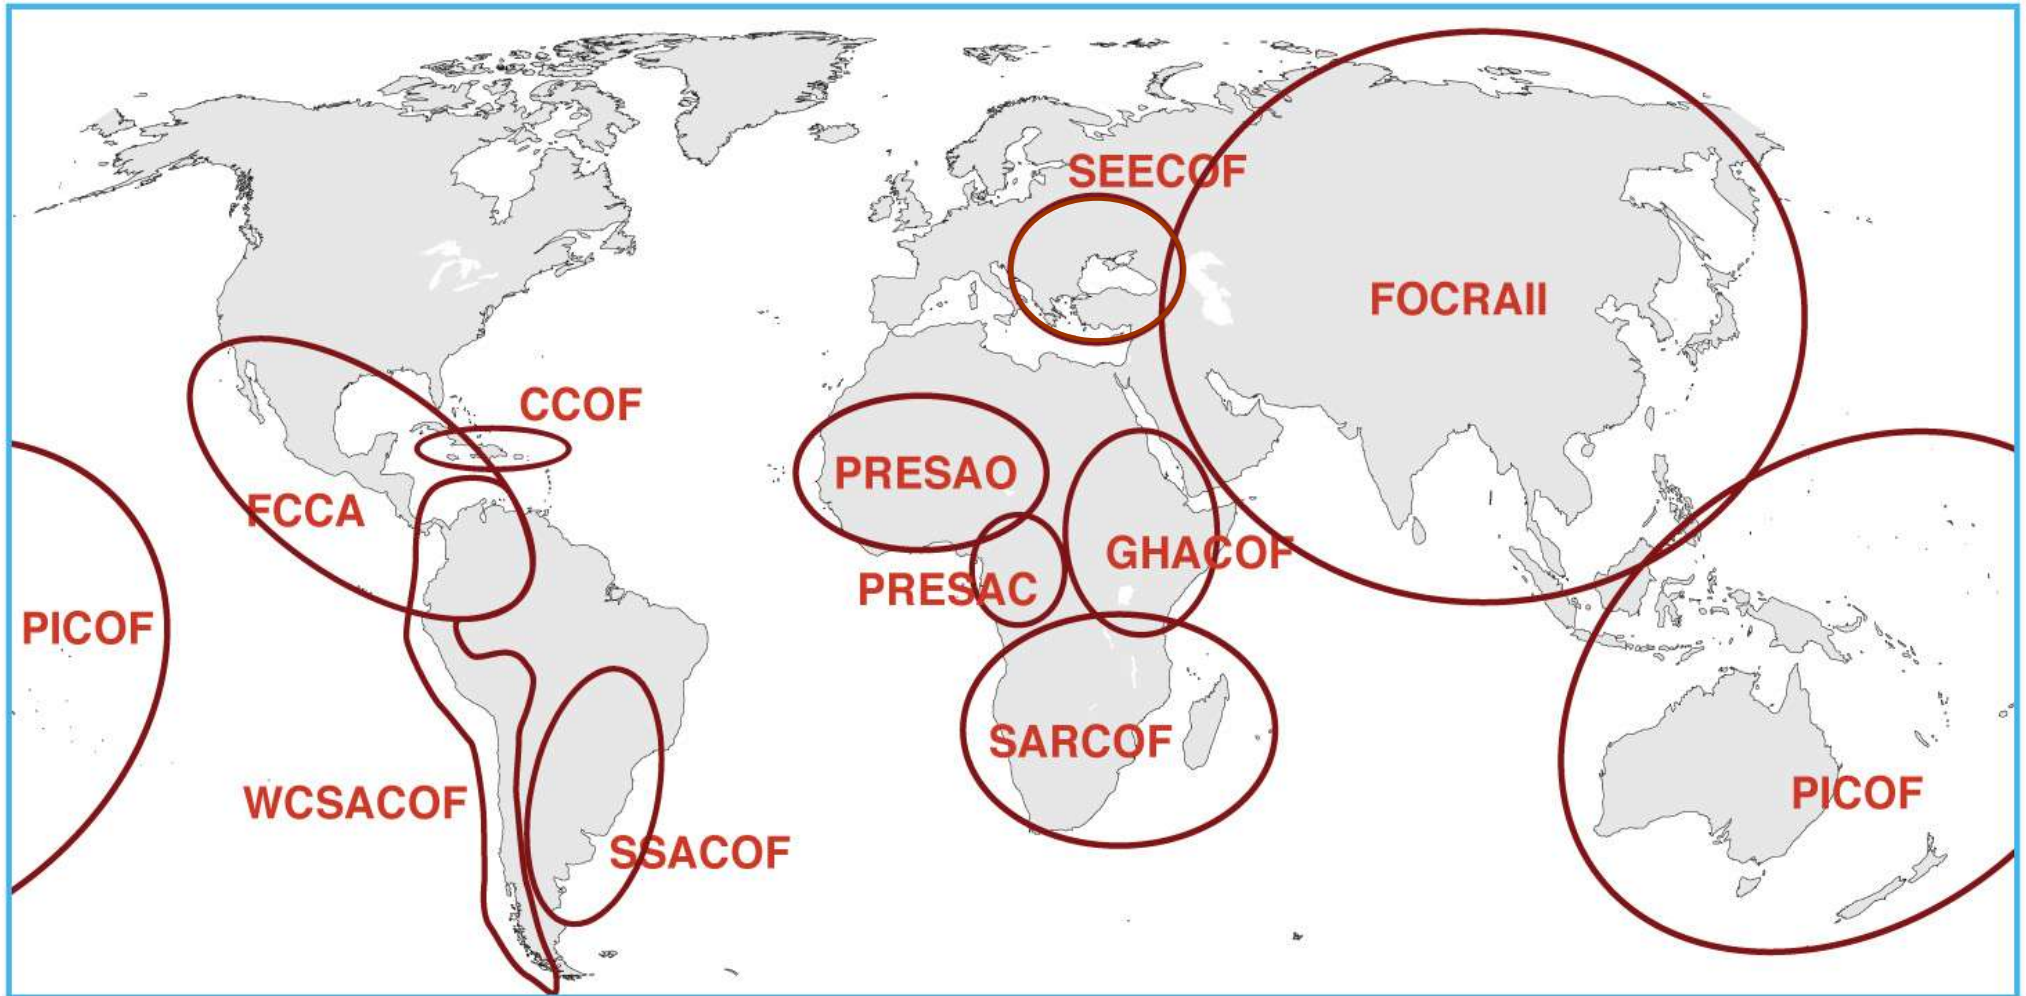 SEECOF
FOCRAII
CCOF
PRESAO
FCCA
GHACOF
PRESAC
PICOF
SARCOF
PICOF
WCSACOF
SSACOF